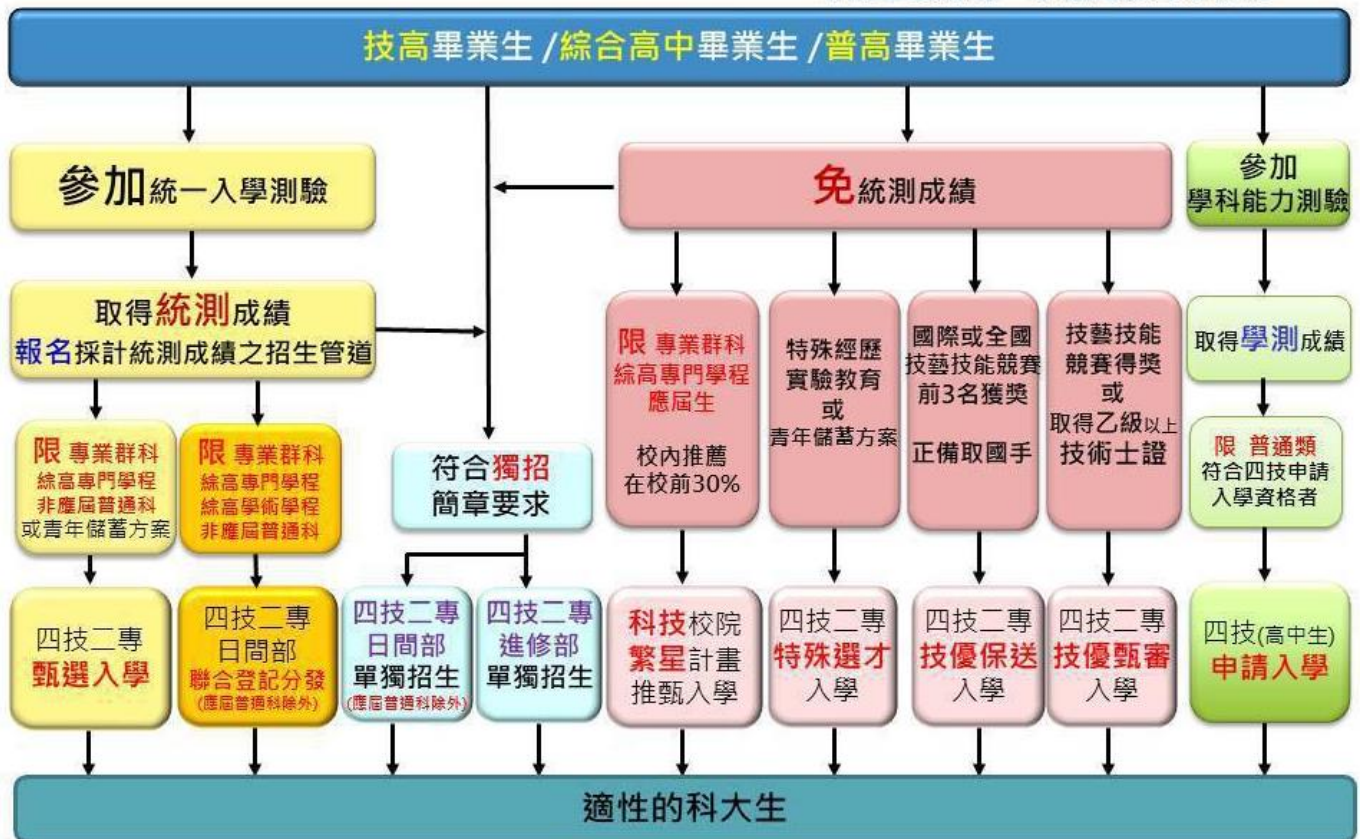 技高畢業生 /綜合高中畢業生 /普高畢業生
參加統一入學測驗
免統測成績
參加
學科能力測驗
取得統測成績
報名採計統測成績之招生管道
限 專業群科
綜高專門學程
應屆生
校內推薦
在校前30%
特殊經歷
實驗教育
或
青年儲蓄方案
國際或全國
技藝技能競賽
前3名獲獎
正備取國手
技藝技能
競賽得獎
或
取得乙級以上
技術士證
取得學測成績
限 專業群科
綜高專門學程
非應屆普通科
或青年儲蓄方案
限 專業群科
綜高專門學程
綜高學術學程
非應屆普通科
符合獨招
簡章要求
限 普通類
符合四技申請
入學資格者
四技二專
甄選入學
四技二專
日間部
聯合登記分發
(應屆普通科除外)
四技二專
日間部
單獨招生
(應屆普通科除外)
四技二專
進修部
單獨招生
科技校院
繁星計畫
推甄入學
四技二專
特殊選才
入學
四技二專
技優保送
入學
四技二專
技優甄審
入學
四技(高中生)
申請入學
適性的科大生